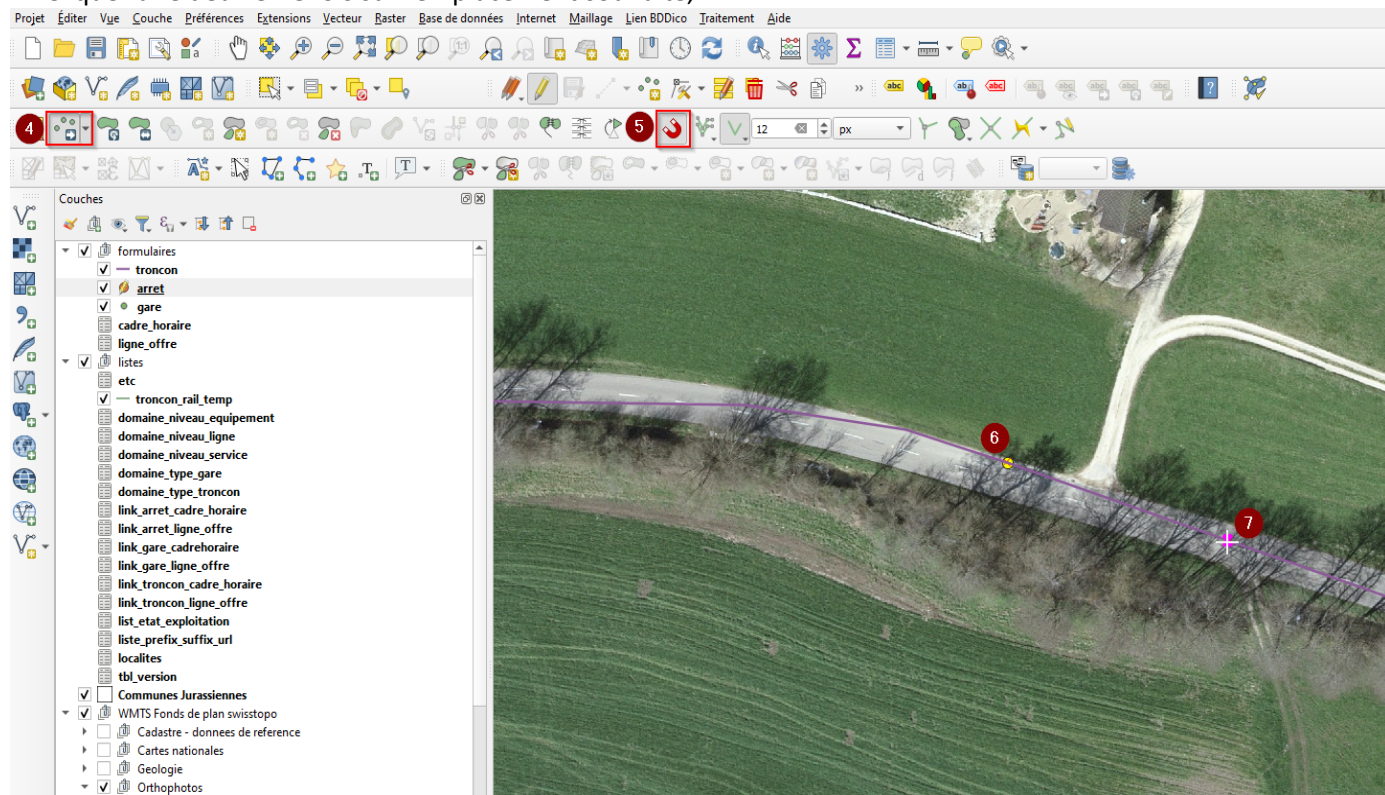 Projet Éditer Vue Couche Préférences Extensions Vecteur Raster Base de données Internet Maillage Lien BDDico Traitement Aide
4
5
12
px
Couches
formulaires
troncon
arret
gare
cadre_horaire
ligne_offre
listes
etc
troncon_rail_temp
domaine_niveau_equipement
domaine_niveau_ligne
domaine_niveau_service
domaine_type_gare
domaine_type_troncon
link_arret_cadre_horaire
link_arret_ligne_offre
link_gare_cadrehoraire
link_gare_ligne_offre
link_troncon_cadre_horaire
link_troncon_ligne_offre
list_etat_exploitation
liste_prefix_suffix_url
localites
tbl_version
Communes Jurassiennes
WMTS Fonds de plan swisstopo
Cadastre - donnees de reference
Cartes nationales
Geologie
Orthophotos
6
7